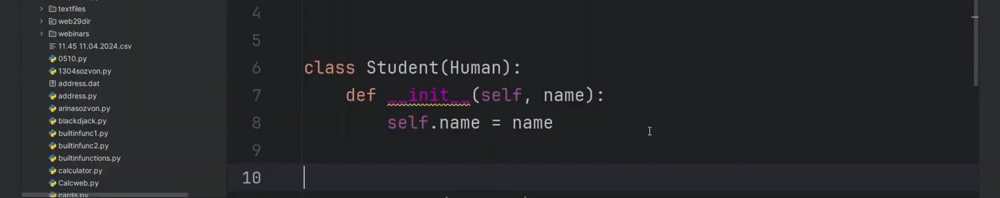 textfiles
web29dir
webinars
11.45 11.04.2024.csv
0510.py
1304sozvon.py
address.dat
address.py
arinasozvon.py
blackdjack.py
builtinfunc1.py
builtinfunc2.py
builtinfunctions.py
calculator.py
Calcweb.py
cards.py
4
5
6 class Student(Human):
7 def __init__(self, name):
8 self.name = name
9
10